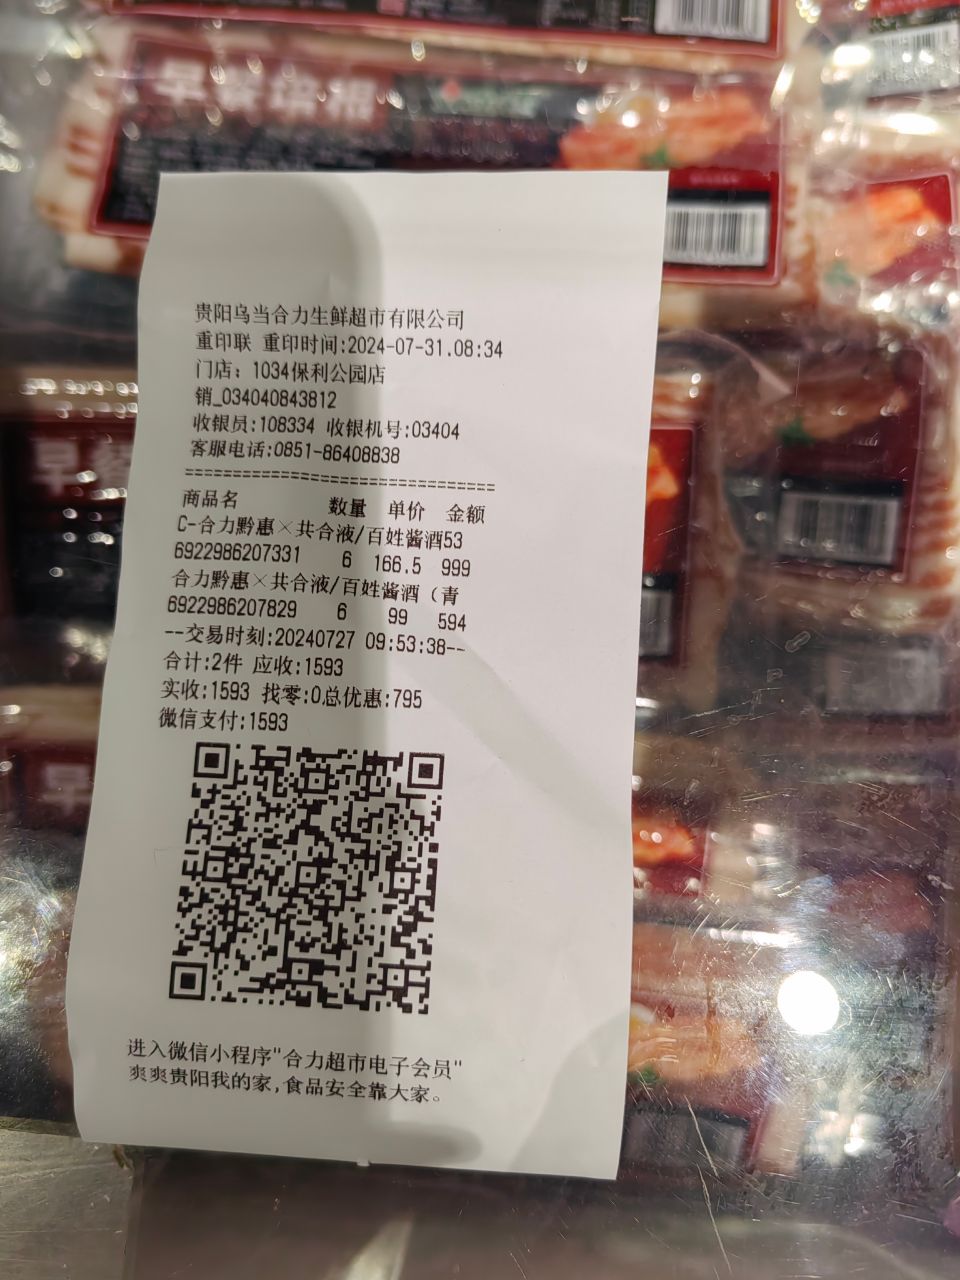 早餐培根
贵阳乌当合力生鲜超市有限公司
重印联 重印时间:2024-07-31.08:34
门店：1034保利公园店
销_034040843812
收银员:108334 收银机号:03404
客服电话:0851-86408838
================================
商品名 数量 单价 金额
C-合力黔惠×共合液/百姓酱酒53
6922986207331 6 166.5 999
合力黔惠×共合液/百姓酱酒（青
6922986207829 6 99 594
--交易时刻:20240727 09:53:38--
合计:2件 应收:1593
实收:1593 找零:0总优惠:795
微信支付:1593
进入微信小程序"合力超市电子会员"
爽爽贵阳我的家,食品安全靠大家。
早餐
早